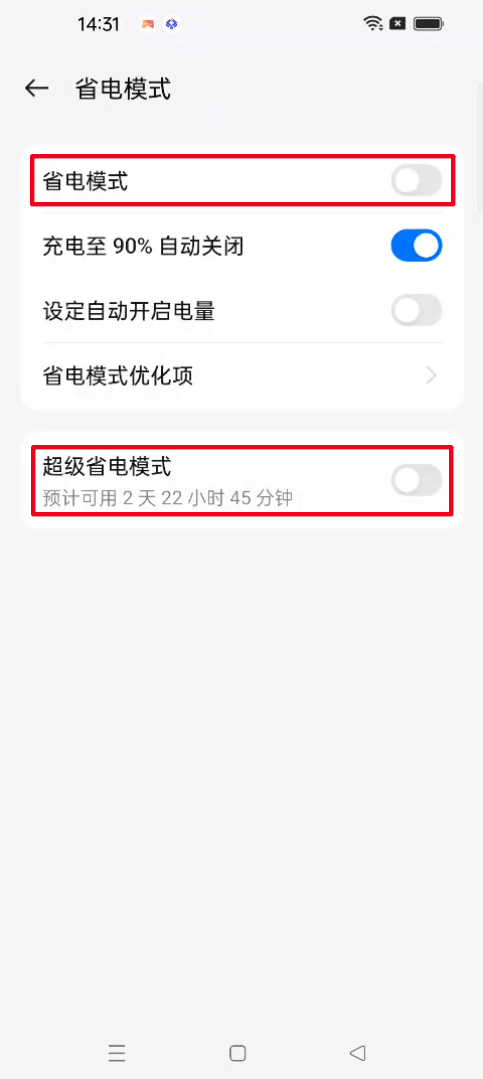 14:31
省电模式
省电模式
充电至 90% 自动关闭
设定自动开启电量
省电模式优化项
超级省电模式
预计可用 2 天 22 小时 45 分钟